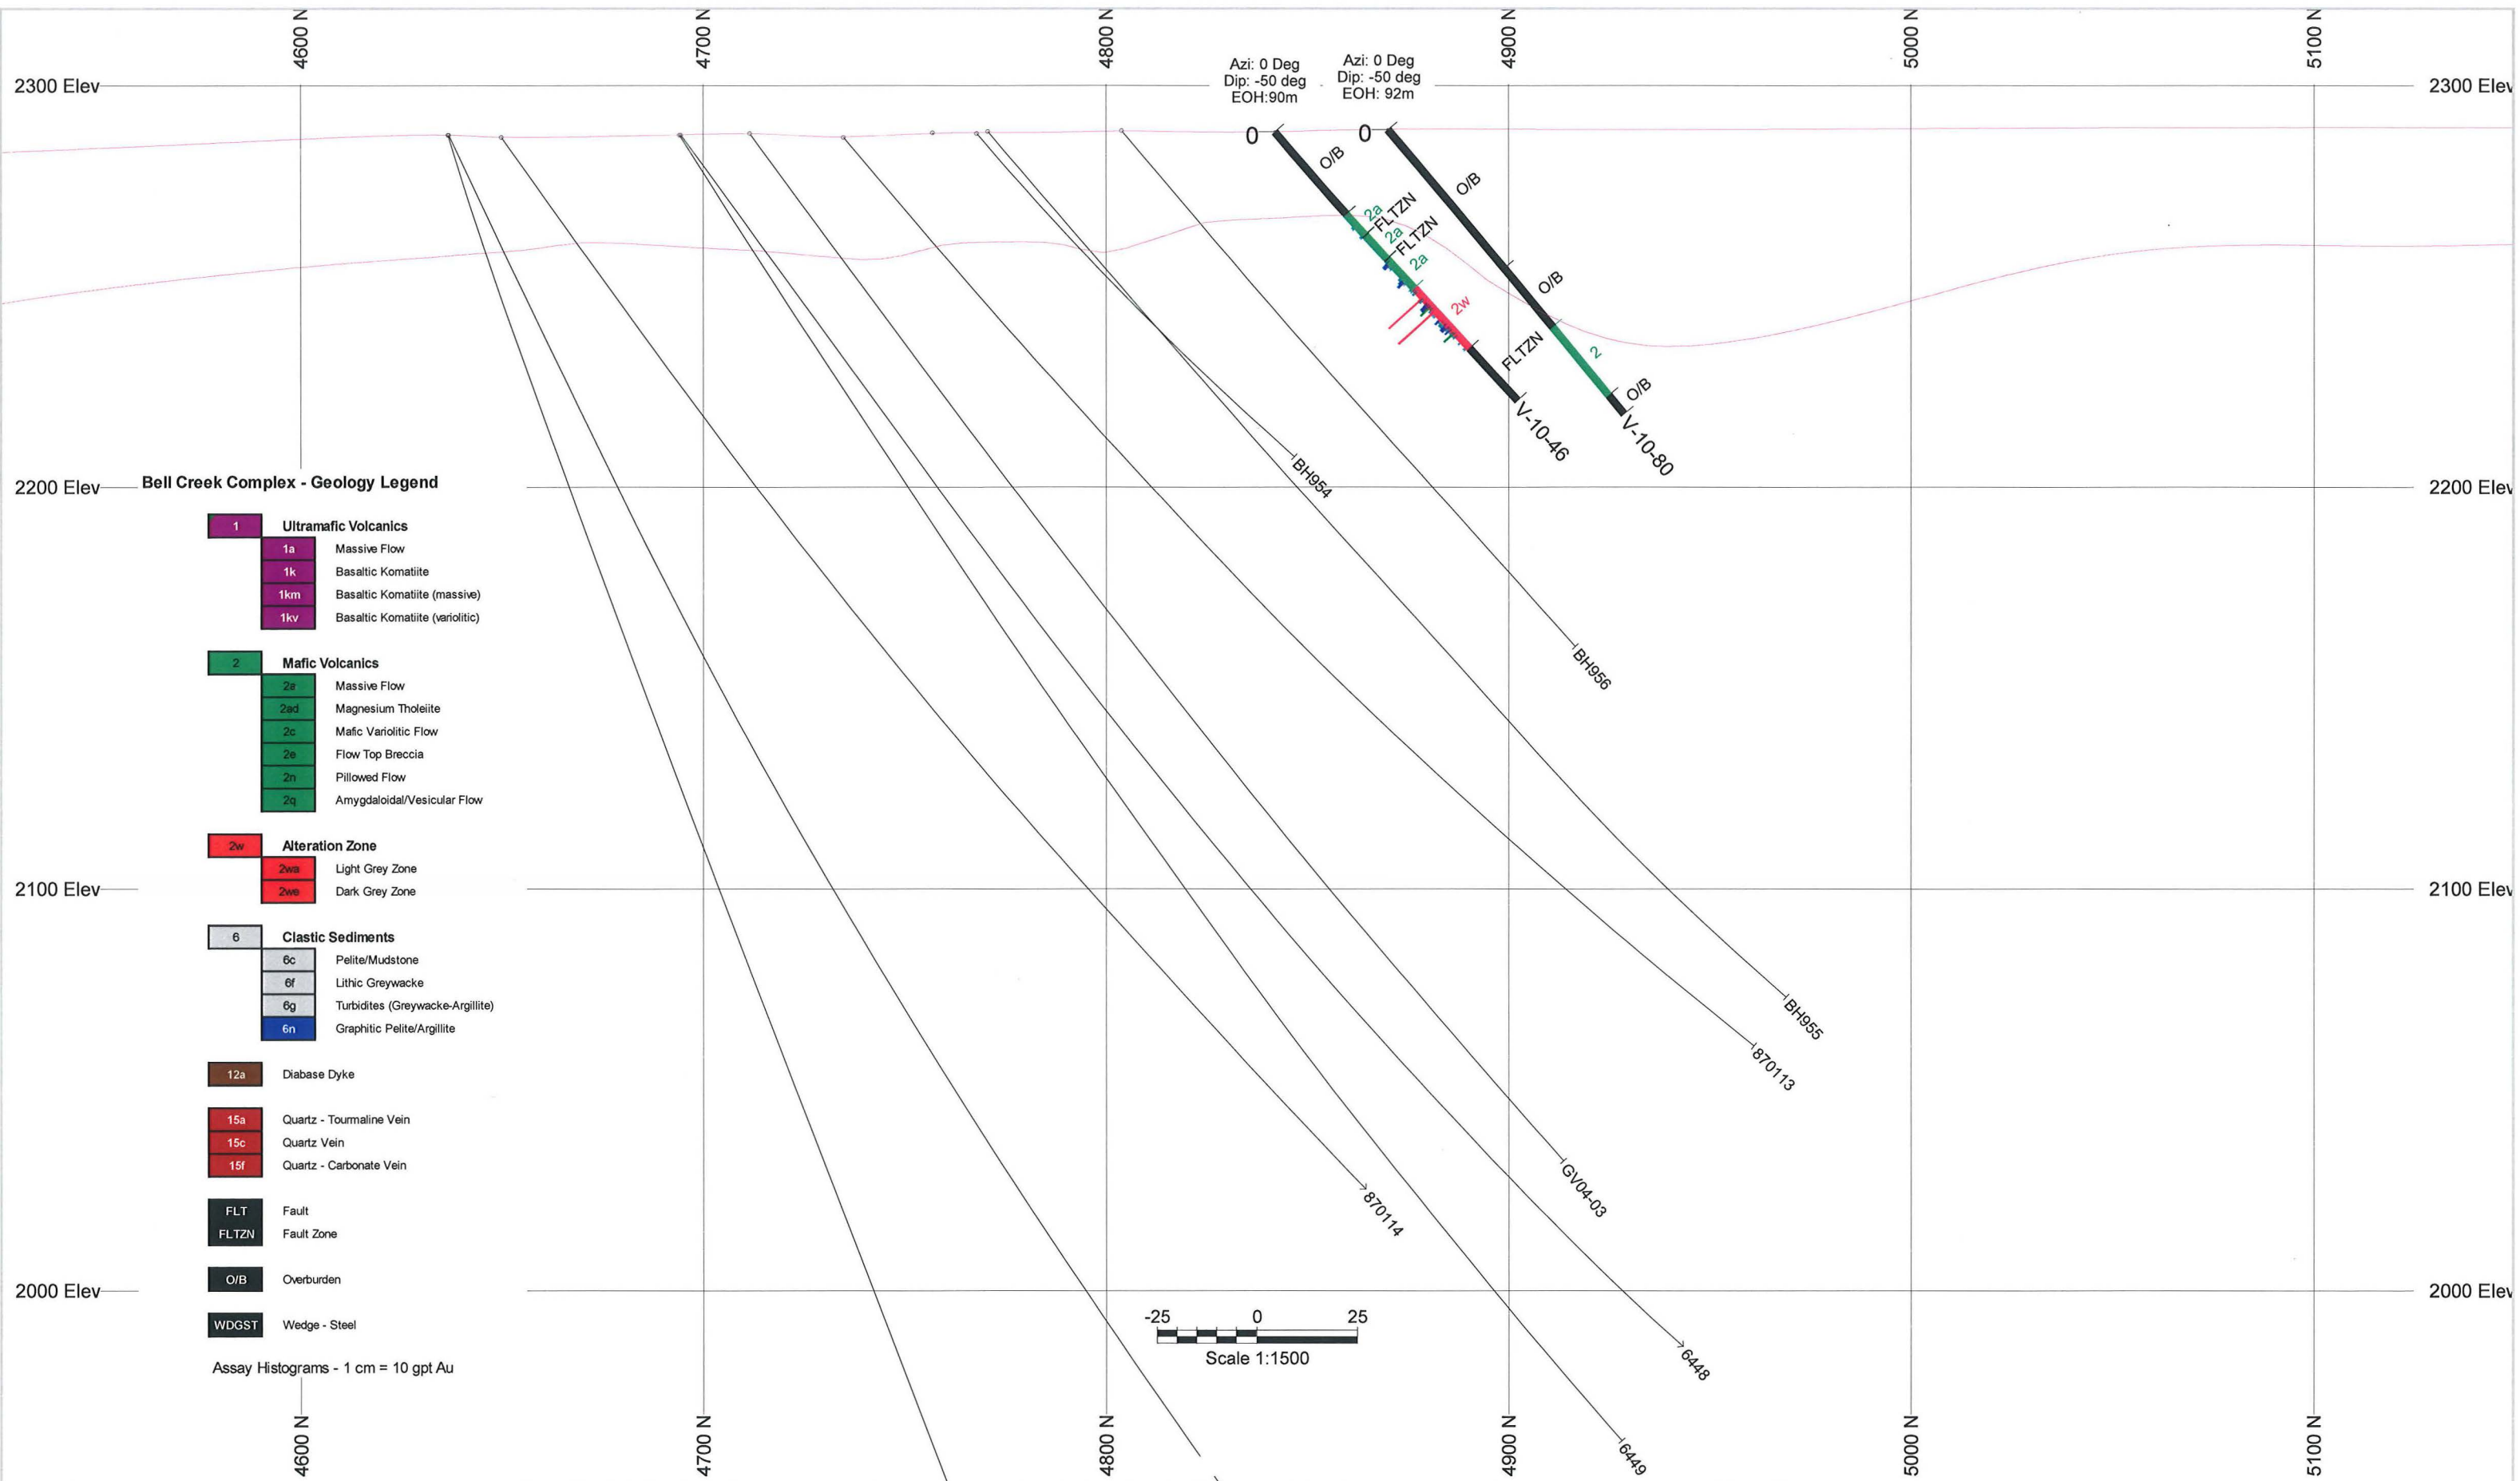 4600 N
4700 N
4800 N
4900 N
5000 N
5100 N
Azi: 0 Deg
Dip: -50 deg
EOH:90m
Azi: 0 Deg
Dip: -50 deg
EOH: 92m
2300 Elev
2300 Elev
0
0
O/B
O/B
2a
FLTZN
2a
FLTZN
2a
2w
O/B
FLTZN
2
O/B
V-10-46
V-10-80
BH954
2200 Elev
2200 Elev
BH956
Bell Creek Complex - Geology Legend
1 Ultramafic Volcanics
1a Massive Flow
1k Basaltic Komatiite
1km Basaltic Komatiite (massive)
1kv Basaltic Komatiite (variolitic)
2 Mafic Volcanics
2a Massive Flow
2ad Magnesium Tholeiite
2c Mafic Variolitic Flow
2e Flow Top Breccia
2n Pillowed Flow
2q Amygdaloidal/Vesicular Flow
2w Alteration Zone
2wa Light Grey Zone
2we Dark Grey Zone
6 Clastic Sediments
6c Pelite/Mudstone
6f Lithic Greywacke
6g Turbidites (Greywacke-Argillite)
6n Graphitic Pelite/Argillite
12a Diabase Dyke
15a Quartz - Tourmaline Vein
15c Quartz Vein
15f Quartz - Carbonate Vein
FLT Fault
FLTZN Fault Zone
O/B Overburden
WDGST Wedge - Steel
Assay Histograms - 1 cm = 10 gpt Au
2100 Elev
2100 Elev
BH955
870113
GV04-03
870114
2000 Elev
2000 Elev
-25 0 25
Scale 1:1500
6448
6449
4600 N
4700 N
4800 N
4900 N
5000 N
5100 N